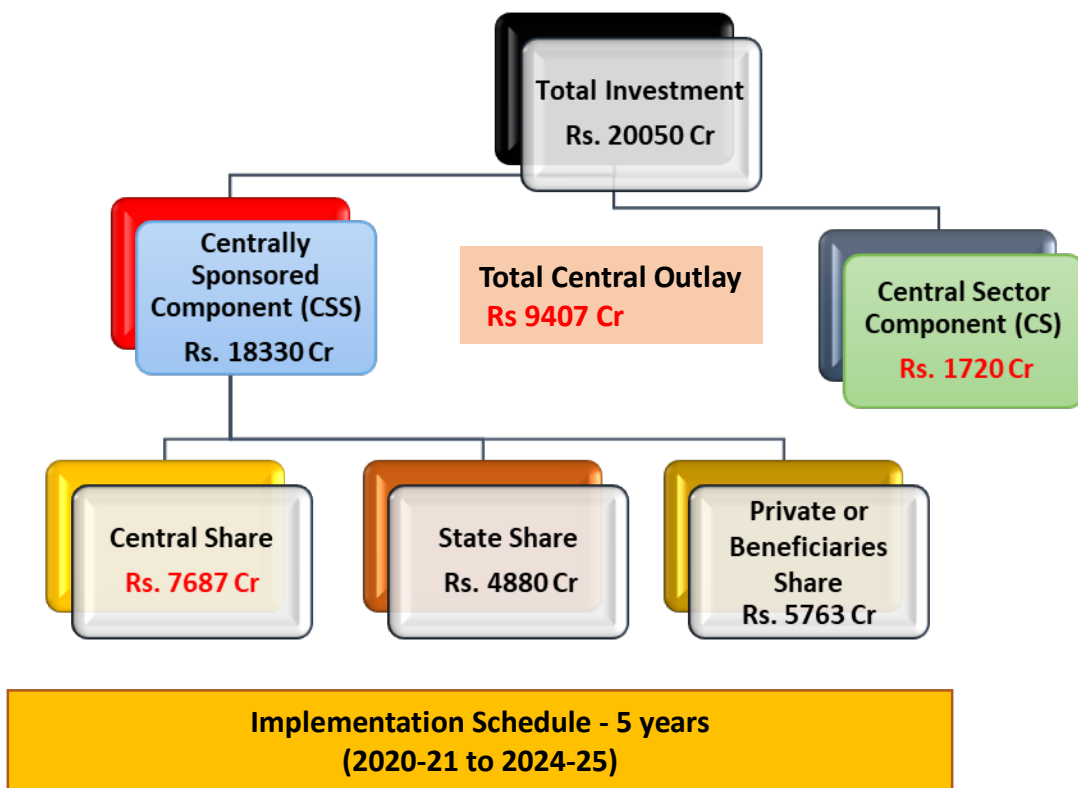 Total Investment
Rs. 20050 Cr
Centrally
Sponsored
Component (CSS)
Rs. 18330 Cr
Total Central Outlay
Rs 9407 Cr
Central Sector
Component (CS)
Rs. 1720 Cr
Central Share
Rs. 7687 Cr
State Share
Rs. 4880 Cr
Private or
Beneficiaries
Share
Rs. 5763 Cr
Implementation Schedule - 5 years
(2020-21 to 2024-25)